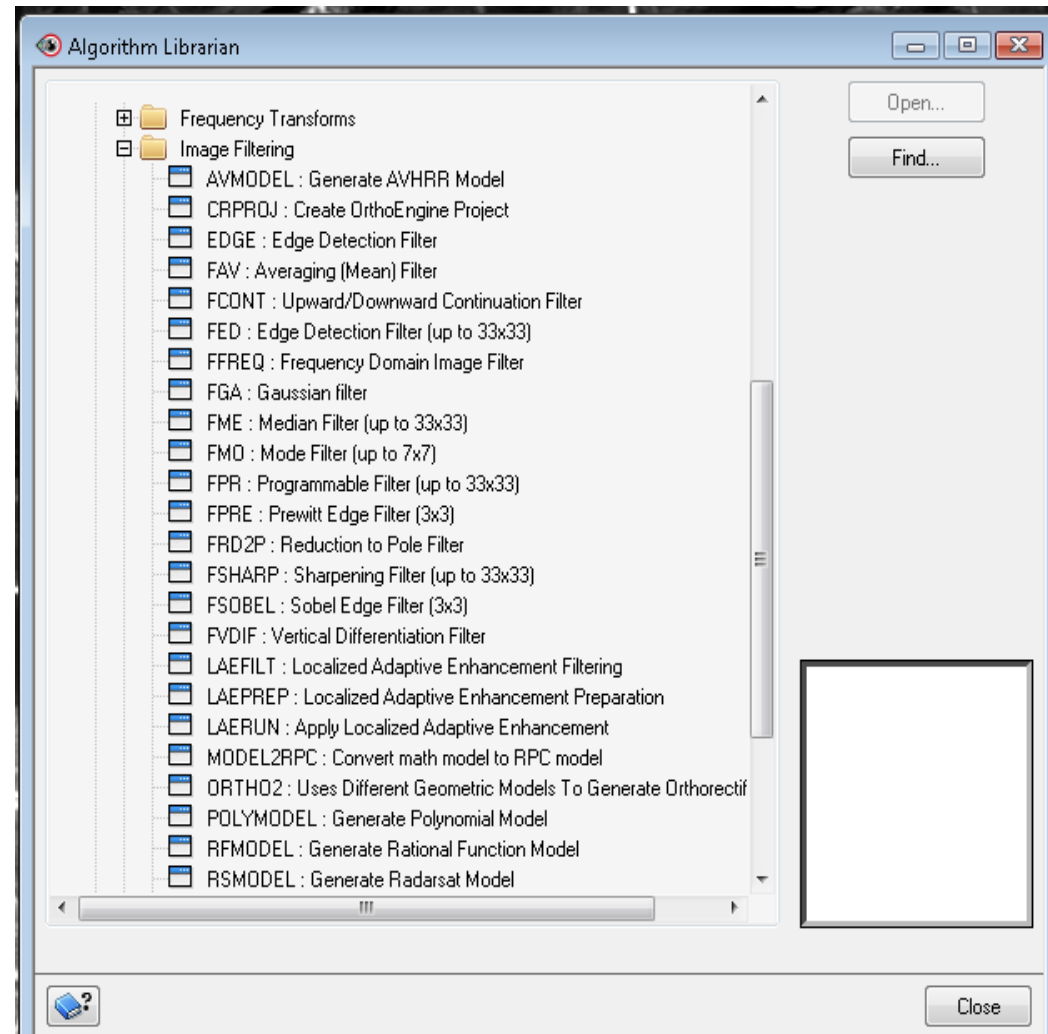 Algorithm Librarian
Frequency Transforms
Image Filtering
AVMODEL : Generate AVHRR Model
CRPROJ : Create OrthoEngine Project
EDGE : Edge Detection Filter
FAV : Averaging (Mean) Filter
FCONT : Upward/Downward Continuation Filter
FED : Edge Detection Filter (up to 33x33)
FFREQ : Frequency Domain Image Filter
FGA : Gaussian filter
FME : Median Filter (up to 33x33)
FMO : Mode Filter (up to 7x7)
FPR : Programmable Filter (up to 33x33)
FPRE : Prewitt Edge Filter (3x3)
FRD2P : Reduction to Pole Filter
FSHARP : Sharpening Filter (up to 33x33)
FSOBEL : Sobel Edge Filter (3x3)
FVDIF : Vertical Differentiation Filter
LAEFILT : Localized Adaptive Enhancement Filtering
LAEPREP : Localized Adaptive Enhancement Preparation
LAERUN : Apply Localized Adaptive Enhancement
MODEL2RPC : Convert math model to RPC model
ORTHO2 : Uses Different Geometric Models To Generate Orthorectif
POLYMODEL : Generate Polynomial Model
RFMODEL : Generate Rational Function Model
RSMODEL : Generate Radarsat Model
Open...
Find...
Close